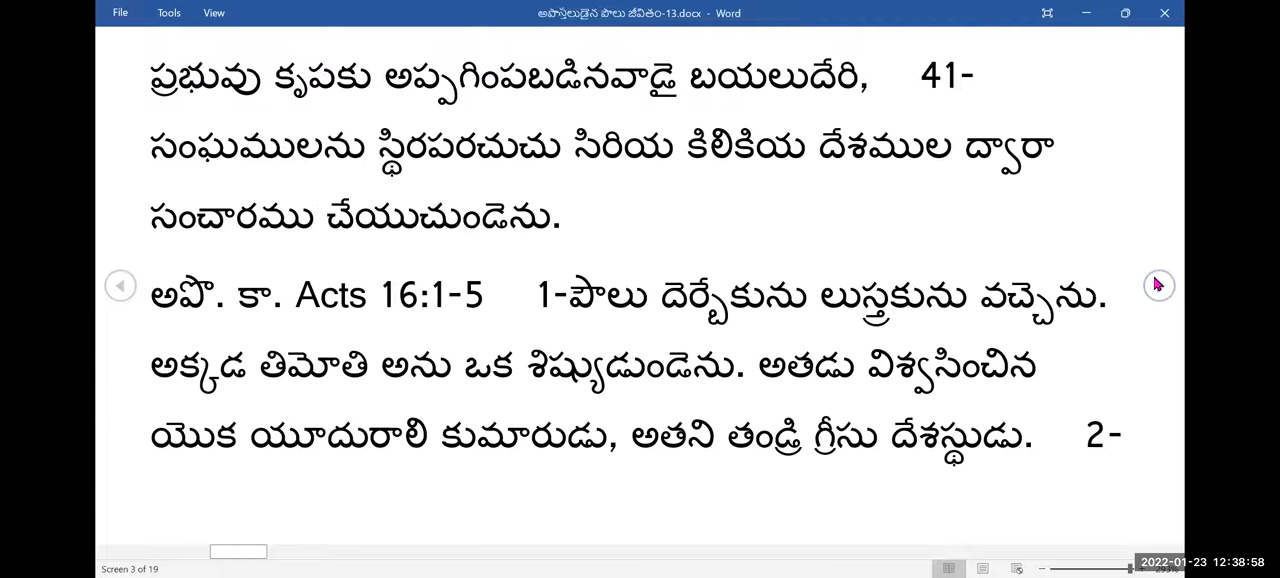 File Tools View అపొస్తలుడైన పౌలు జీవితం-13.docx - Word
ప్రభువు కృపకు అప్పగింపబడినవాడై బయలుదేరి, 41-
సంఘములను స్థిరపరచుచు సిరియ కిలికియ దేశముల ద్వారా
సంచారము చేయుచుండెను.
అపొ. కా. Acts 16:1-5 1-పౌలు దెర్బేకును లుస్త్రకును వచ్చెను.
అక్కడ తిమోతి అను ఒక శిష్యుడుండెను. అతడు విశ్వసించిన
యొక యూదురాలి కుమారుడు, అతని తండ్రి గ్రీసు దేశస్థుడు. 2-
Screen 3 of 19
2022-01-23 12:38:58